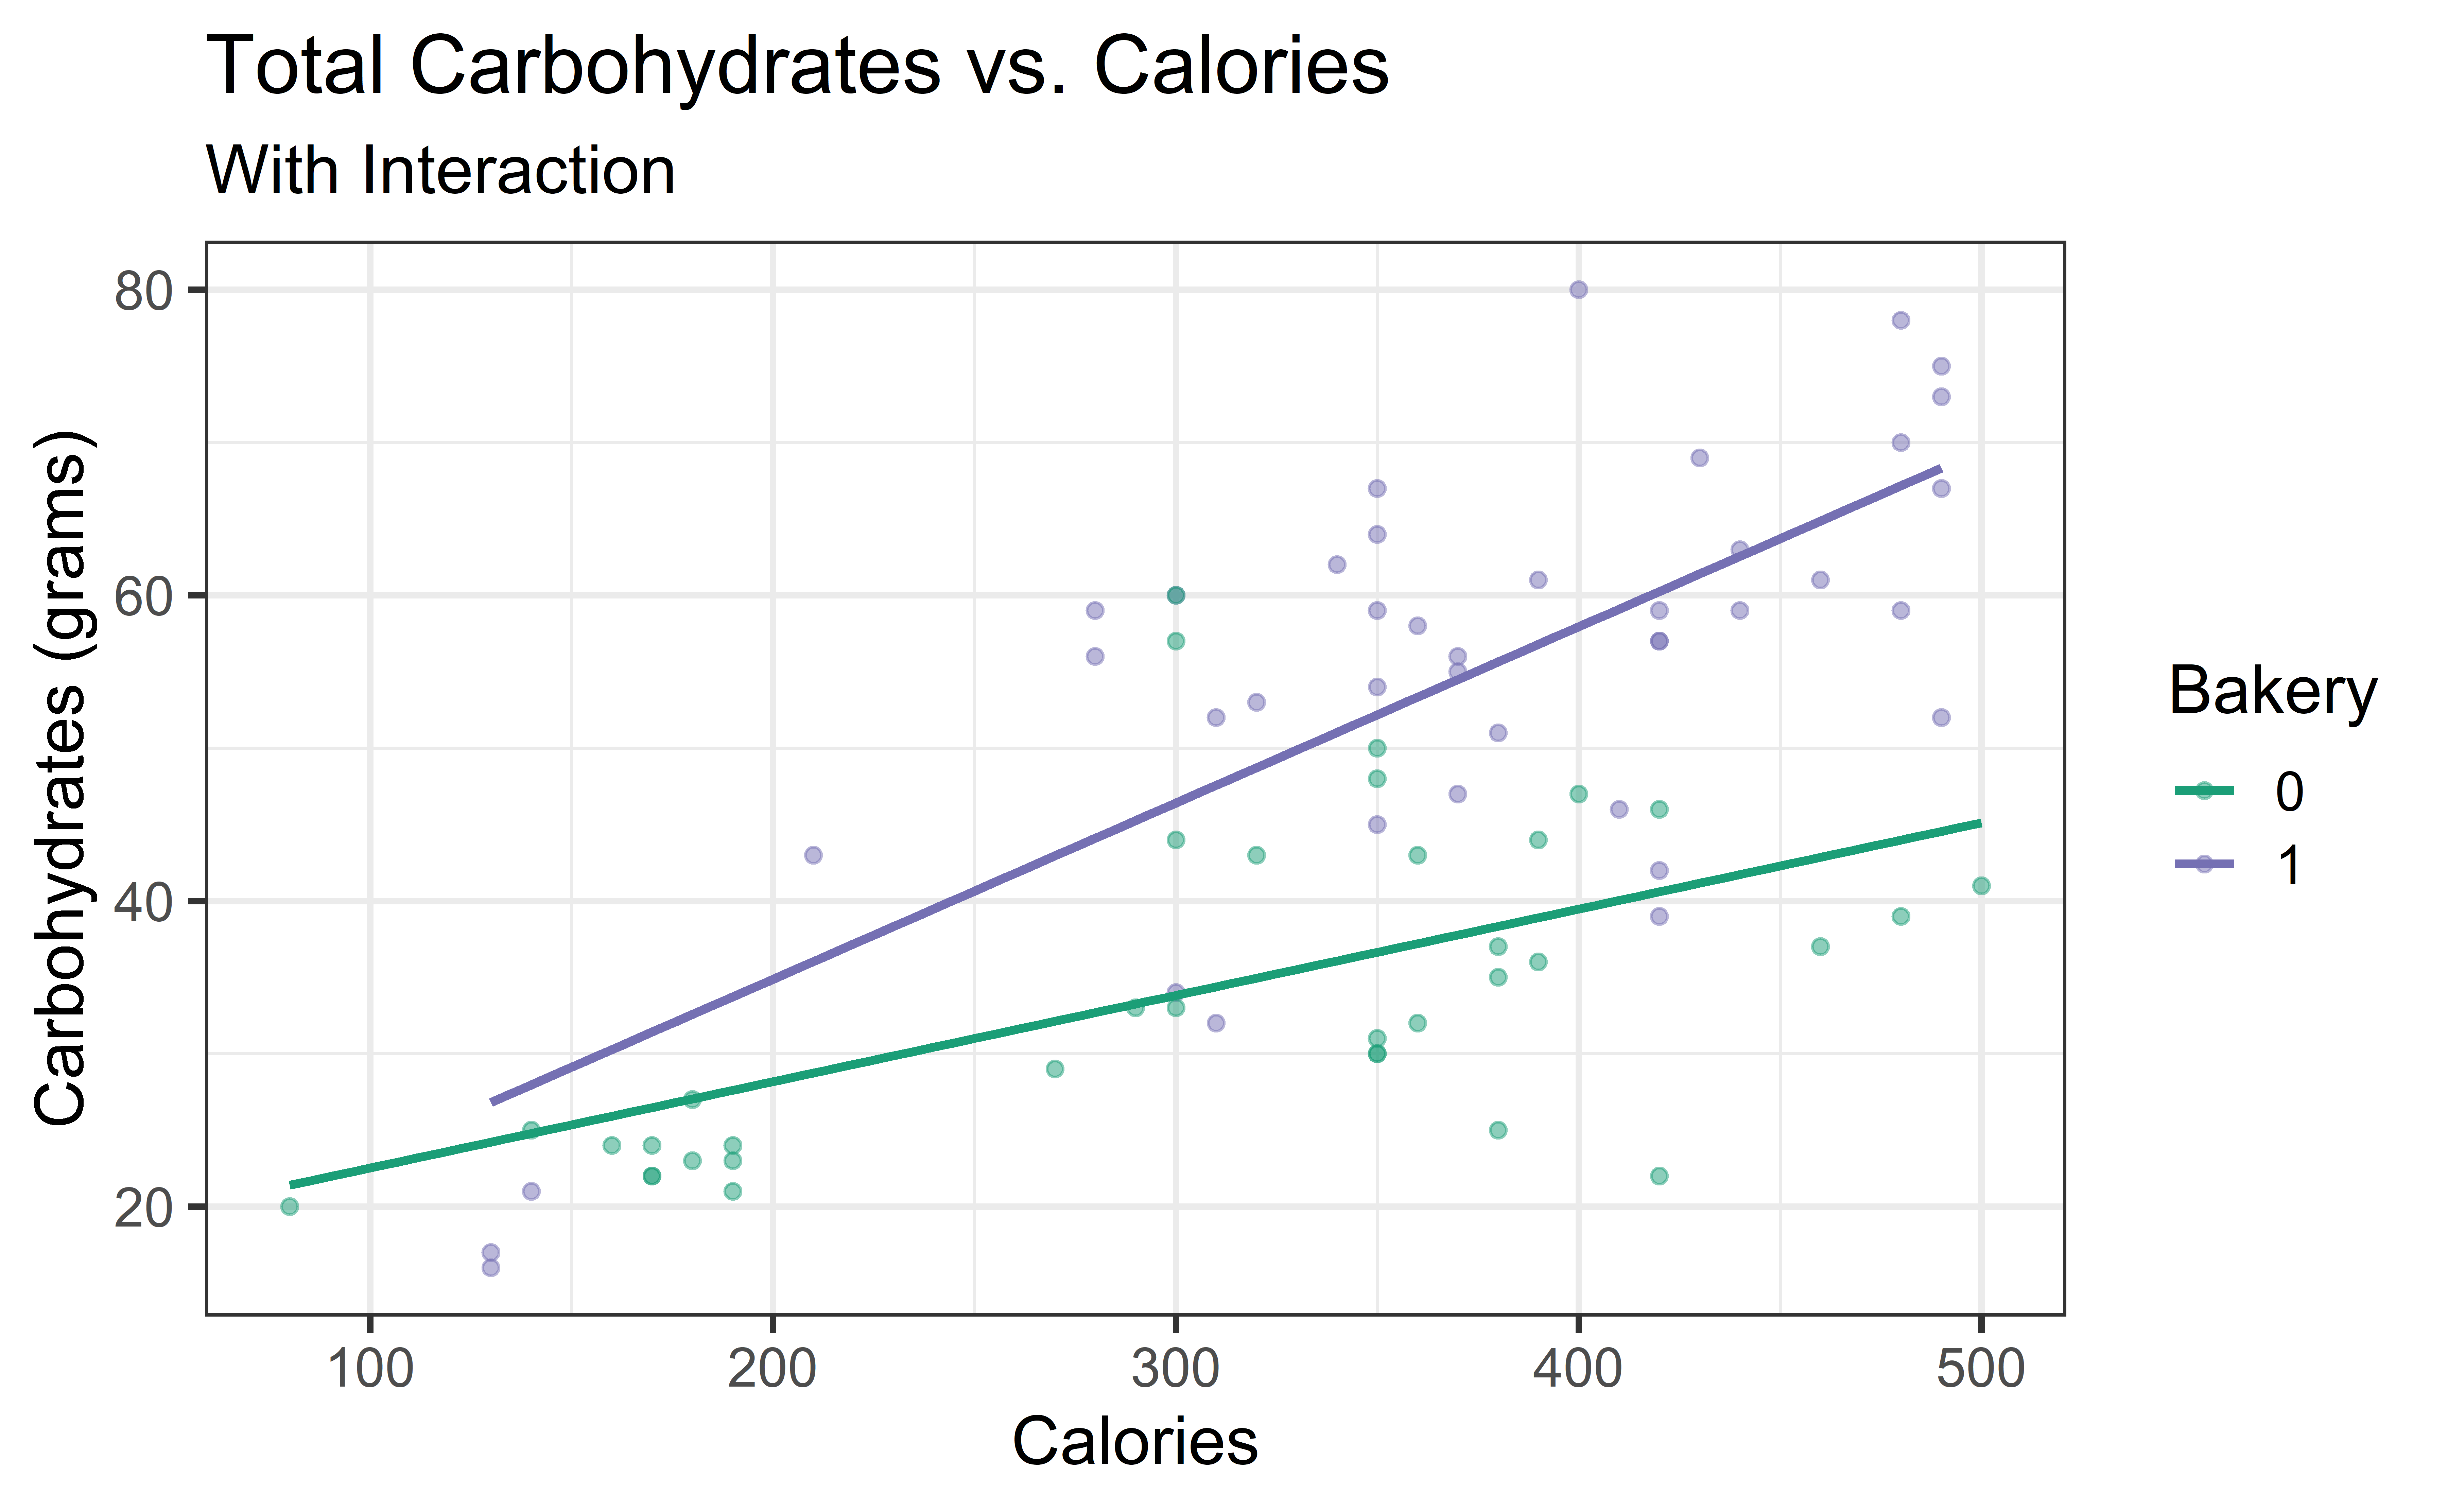 Total Carbohydrates vs. Calories
With Interaction
Carbohydrates (grams)
80
60
40
20
100 200 300 400 500
Calories
Bakery
0
1